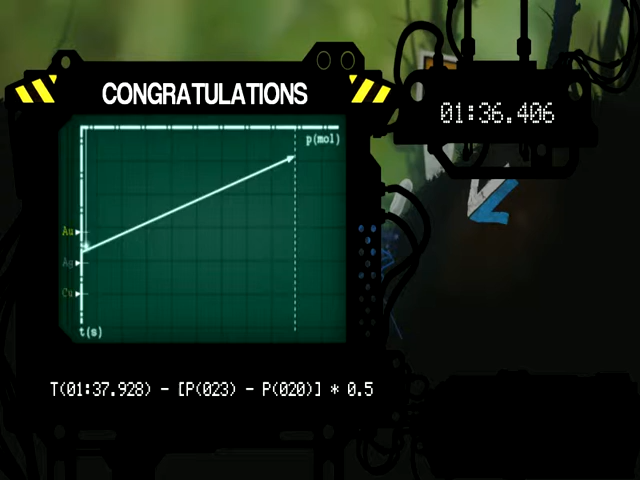 CONGRATULATIONS
01:36.406
p(mol)
Au
Ag
Cu
t(s)
T(01:37.928) - [P(023) - P(020)] * 0.5